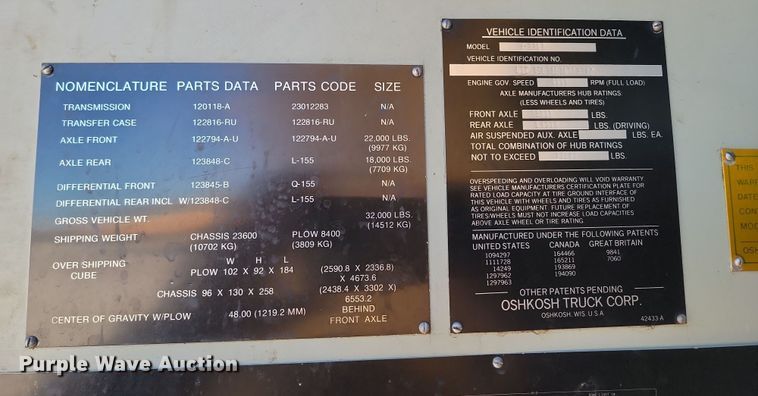 NOMENCLATURE PARTS DATA PARTS CODE SIZE
TRANSMISSION 120118-A 23012283 N/A
TRANSFER CASE 122816-RU 122816-RU N/A
AXLE FRONT 122794-A-U 122794-A-U 22,000 LBS.
(9977 KG)
AXLE REAR 123848-C L-155 18,000 LBS.
(7709 KG)
DIFFERENTIAL FRONT 123845-B Q-155 N/A
DIFFERENTIAL REAR INCL W/123848-C L-155 N/A
GROSS VEHICLE WT. 32,000 LBS.
(14512 KG)
SHIPPING WEIGHT CHASSIS 23600 PLOW 8400
(10702 KG) (3809 KG)
OVER SHIPPING W H L
CUBE PLOW 102 X 92 X 184 (2590.8 X 2336.8)
X 4673.6
CHASSIS 96 X 130 X 258 (2438.4 X 3302 X)
6553.2
CENTER OF GRAVITY W/PLOW 48.00 (1219.2 MM) BEHIND
FRONT AXLE
VEHICLE IDENTIFICATION DATA
MODEL
VEHICLE IDENTIFICATION NO.
ENGINE GOV. SPEED RPM (FULL LOAD)
AXLE MANUFACTURERS HUB RATINGS:
(LESS WHEELS AND TIRES)
FRONT AXLE LBS.
REAR AXLE LBS. (DRIVING)
AIR SUSPENDED AUX. AXLE LBS. EA.
TOTAL COMBINATION OF HUB RATINGS
NOT TO EXCEED LBS.
OVERSPEEDING AND OVERLOADING WILL VOID WARRANTY.
SEE VEHICLE MANUFACTURERS CERTIFICATION PLATE FOR
RATED LOAD CAPACITY AT TIRE GROUND INTERFACE OF
THIS VEHICLE WITH WHEELS AND TIRES AS FURNISHED
AS ORIGINAL EQUIPMENT. FUTURE REPLACEMENT OF
TIRES/WHEELS MUST NOT INCREASE LOAD CAPACITIES
ABOVE AXLE WHEEL OR TIRE RATING.
MANUFACTURED UNDER THE FOLLOWING PATENTS
UNITED STATES CANADA GREAT BRITAIN
1094297 164466 9841
1111728 165211 7060
14249 193869
1297962 194090
1297963
OTHER PATENTS PENDING
OSHKOSH TRUCK CORP.
OSHKOSH, WIS. U.S.A
42433 A
THIS
WARR
DATE
CON
MOD
Purple Wave Auction